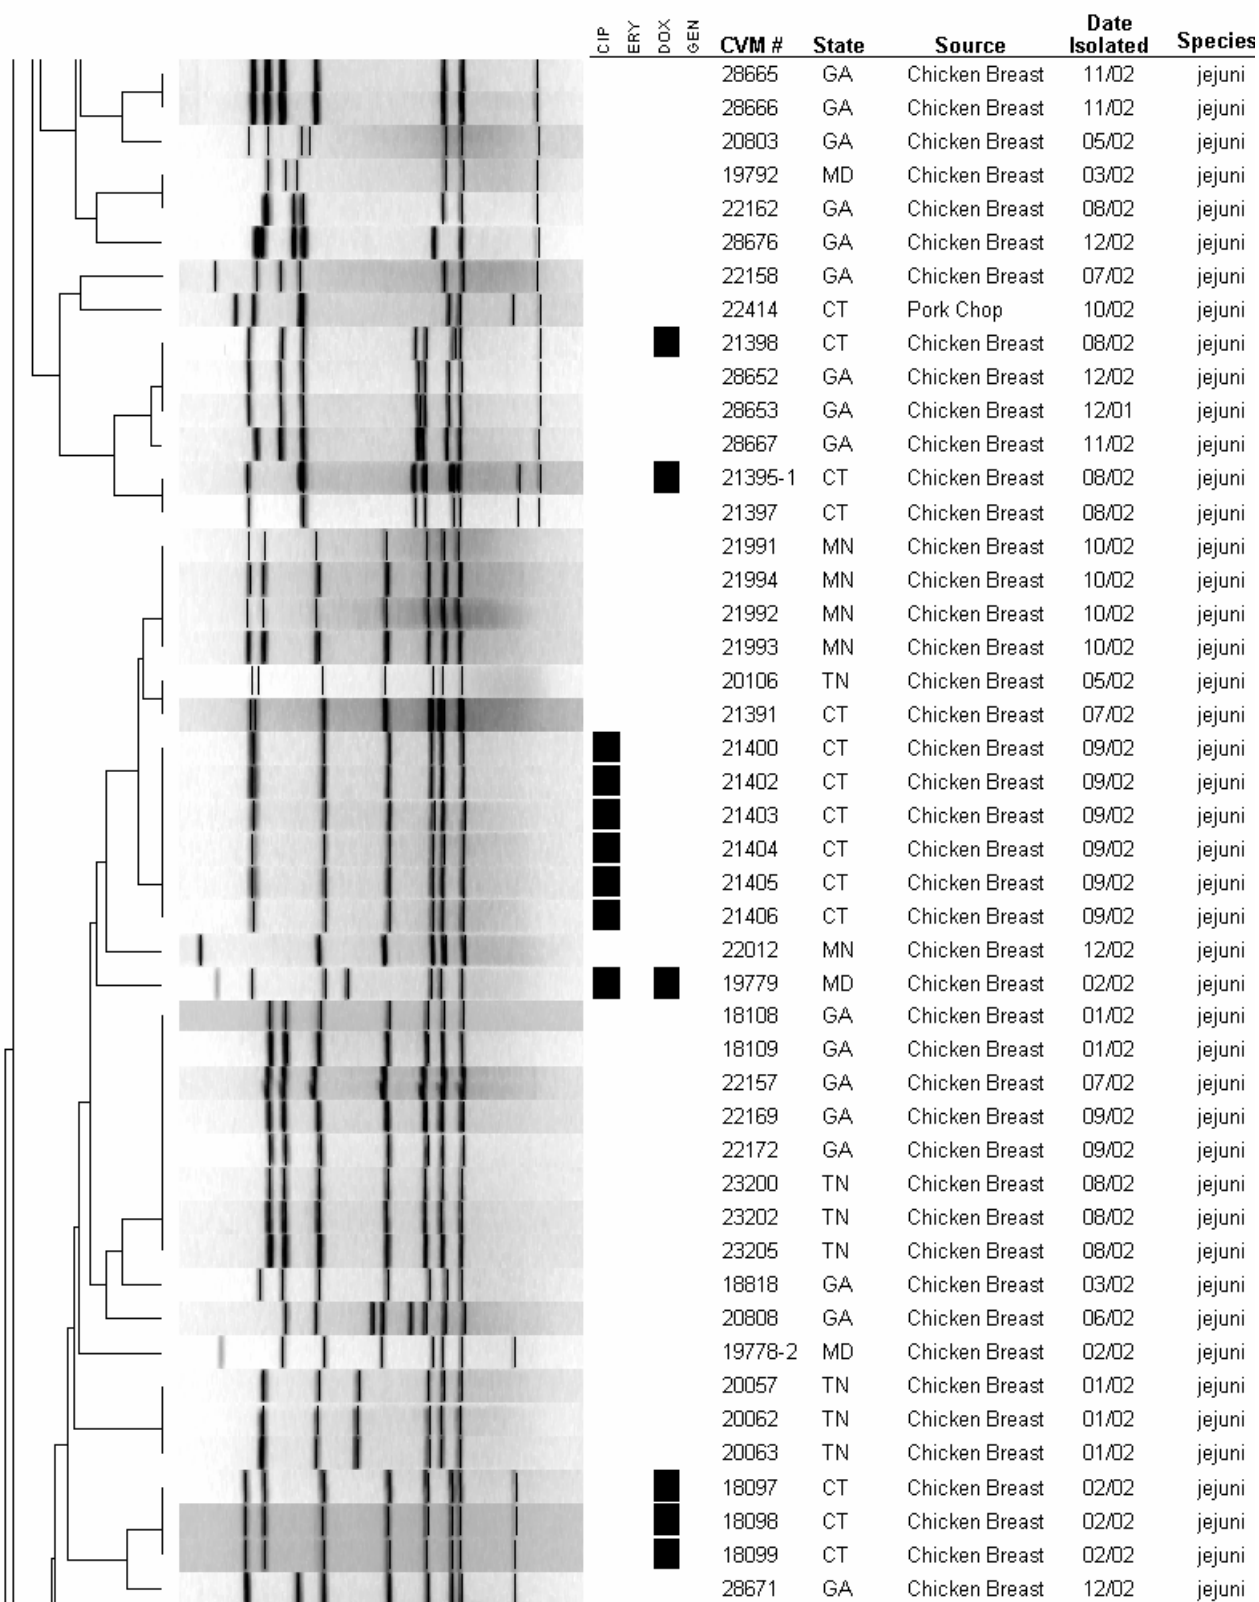 CIP ERY DOX GEN CVM # State Source Date Isolated Species
28665 GA Chicken Breast 11/02 jejuni
28666 GA Chicken Breast 11/02 jejuni
20803 GA Chicken Breast 05/02 jejuni
19792 MD Chicken Breast 03/02 jejuni
22162 GA Chicken Breast 08/02 jejuni
28676 GA Chicken Breast 12/02 jejuni
22158 GA Chicken Breast 07/02 jejuni
22414 CT Pork Chop 10/02 jejuni
21398 CT Chicken Breast 08/02 jejuni
28652 GA Chicken Breast 12/02 jejuni
28653 GA Chicken Breast 12/01 jejuni
28667 GA Chicken Breast 11/02 jejuni
21395-1 CT Chicken Breast 08/02 jejuni
21397 CT Chicken Breast 08/02 jejuni
21991 MN Chicken Breast 10/02 jejuni
21994 MN Chicken Breast 10/02 jejuni
21992 MN Chicken Breast 10/02 jejuni
21993 MN Chicken Breast 10/02 jejuni
20106 TN Chicken Breast 05/02 jejuni
21391 CT Chicken Breast 07/02 jejuni
21400 CT Chicken Breast 09/02 jejuni
21402 CT Chicken Breast 09/02 jejuni
21403 CT Chicken Breast 09/02 jejuni
21404 CT Chicken Breast 09/02 jejuni
21405 CT Chicken Breast 09/02 jejuni
21406 CT Chicken Breast 09/02 jejuni
22012 MN Chicken Breast 12/02 jejuni
19779 MD Chicken Breast 02/02 jejuni
18108 GA Chicken Breast 01/02 jejuni
18109 GA Chicken Breast 01/02 jejuni
22157 GA Chicken Breast 07/02 jejuni
22169 GA Chicken Breast 09/02 jejuni
22172 GA Chicken Breast 09/02 jejuni
23200 TN Chicken Breast 08/02 jejuni
23202 TN Chicken Breast 08/02 jejuni
23205 TN Chicken Breast 08/02 jejuni
18818 GA Chicken Breast 03/02 jejuni
20808 GA Chicken Breast 06/02 jejuni
19778-2 MD Chicken Breast 02/02 jejuni
20057 TN Chicken Breast 01/02 jejuni
20062 TN Chicken Breast 01/02 jejuni
20063 TN Chicken Breast 01/02 jejuni
18097 CT Chicken Breast 02/02 jejuni
18098 CT Chicken Breast 02/02 jejuni
18099 CT Chicken Breast 02/02 jejuni
28671 GA Chicken Breast 12/02 jejuni